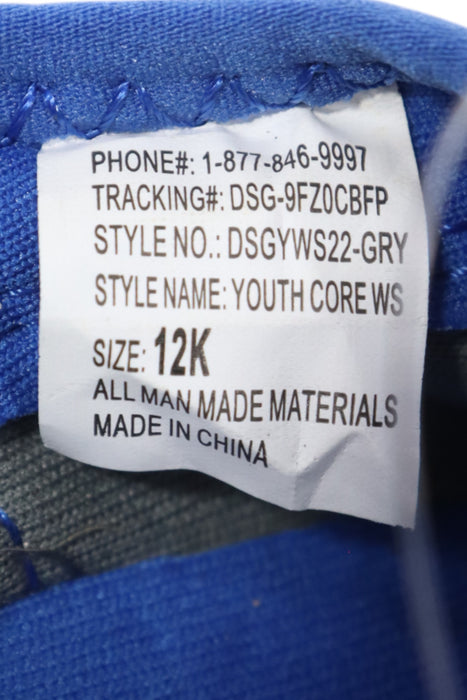 PHONE#: 1-877-846-9997
TRACKING#: DSG-9FZ0CBFP
STYLE NO.: DSGYWS22-GRY
STYLE NAME: YOUTH CORE WS
SIZE: 12K
ALL MAN MADE MATERIALS
MADE IN CHINA